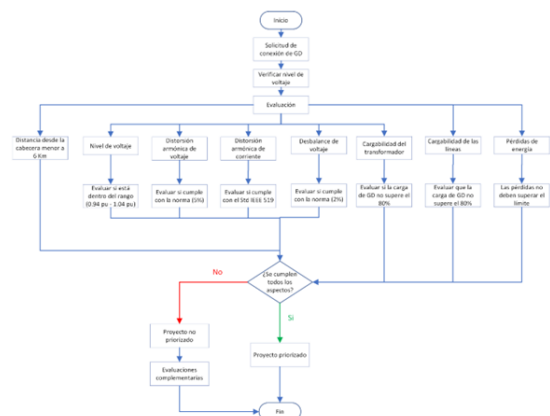 Inicio
Solicitud de
conexión de GD
Verificar nivel de
voltaje
Evaluación
Distancia desde la
cabecera menor a
6 Km
Nivel de voltaje
Distorsión
armónica de
voltaje
Distorsión
armónica de
corriente
Desbalance de
voltaje
Cargabilidad del
transformador
Cargabilidad de las
líneas
Pérdidas de
energía
Evaluar si está
dentro del rango
(0.94 pu - 1.04 pu)
Evaluar si cumple
con la norma (5%)
Evaluar si cumple
con el Std IEEE 519
Evaluar si cumple
con la norma (2%)
Evaluar si la carga
de GD no supere el
80%
Evaluar que la
carga de GD no
supere el 80%
Las pérdidas no
deben superar el
límite
¿Se cumplen
todos los
aspectos?
No
Si
Proyecto no
priorizado
Proyecto priorizado
Evaluaciones
complementarias
Fin